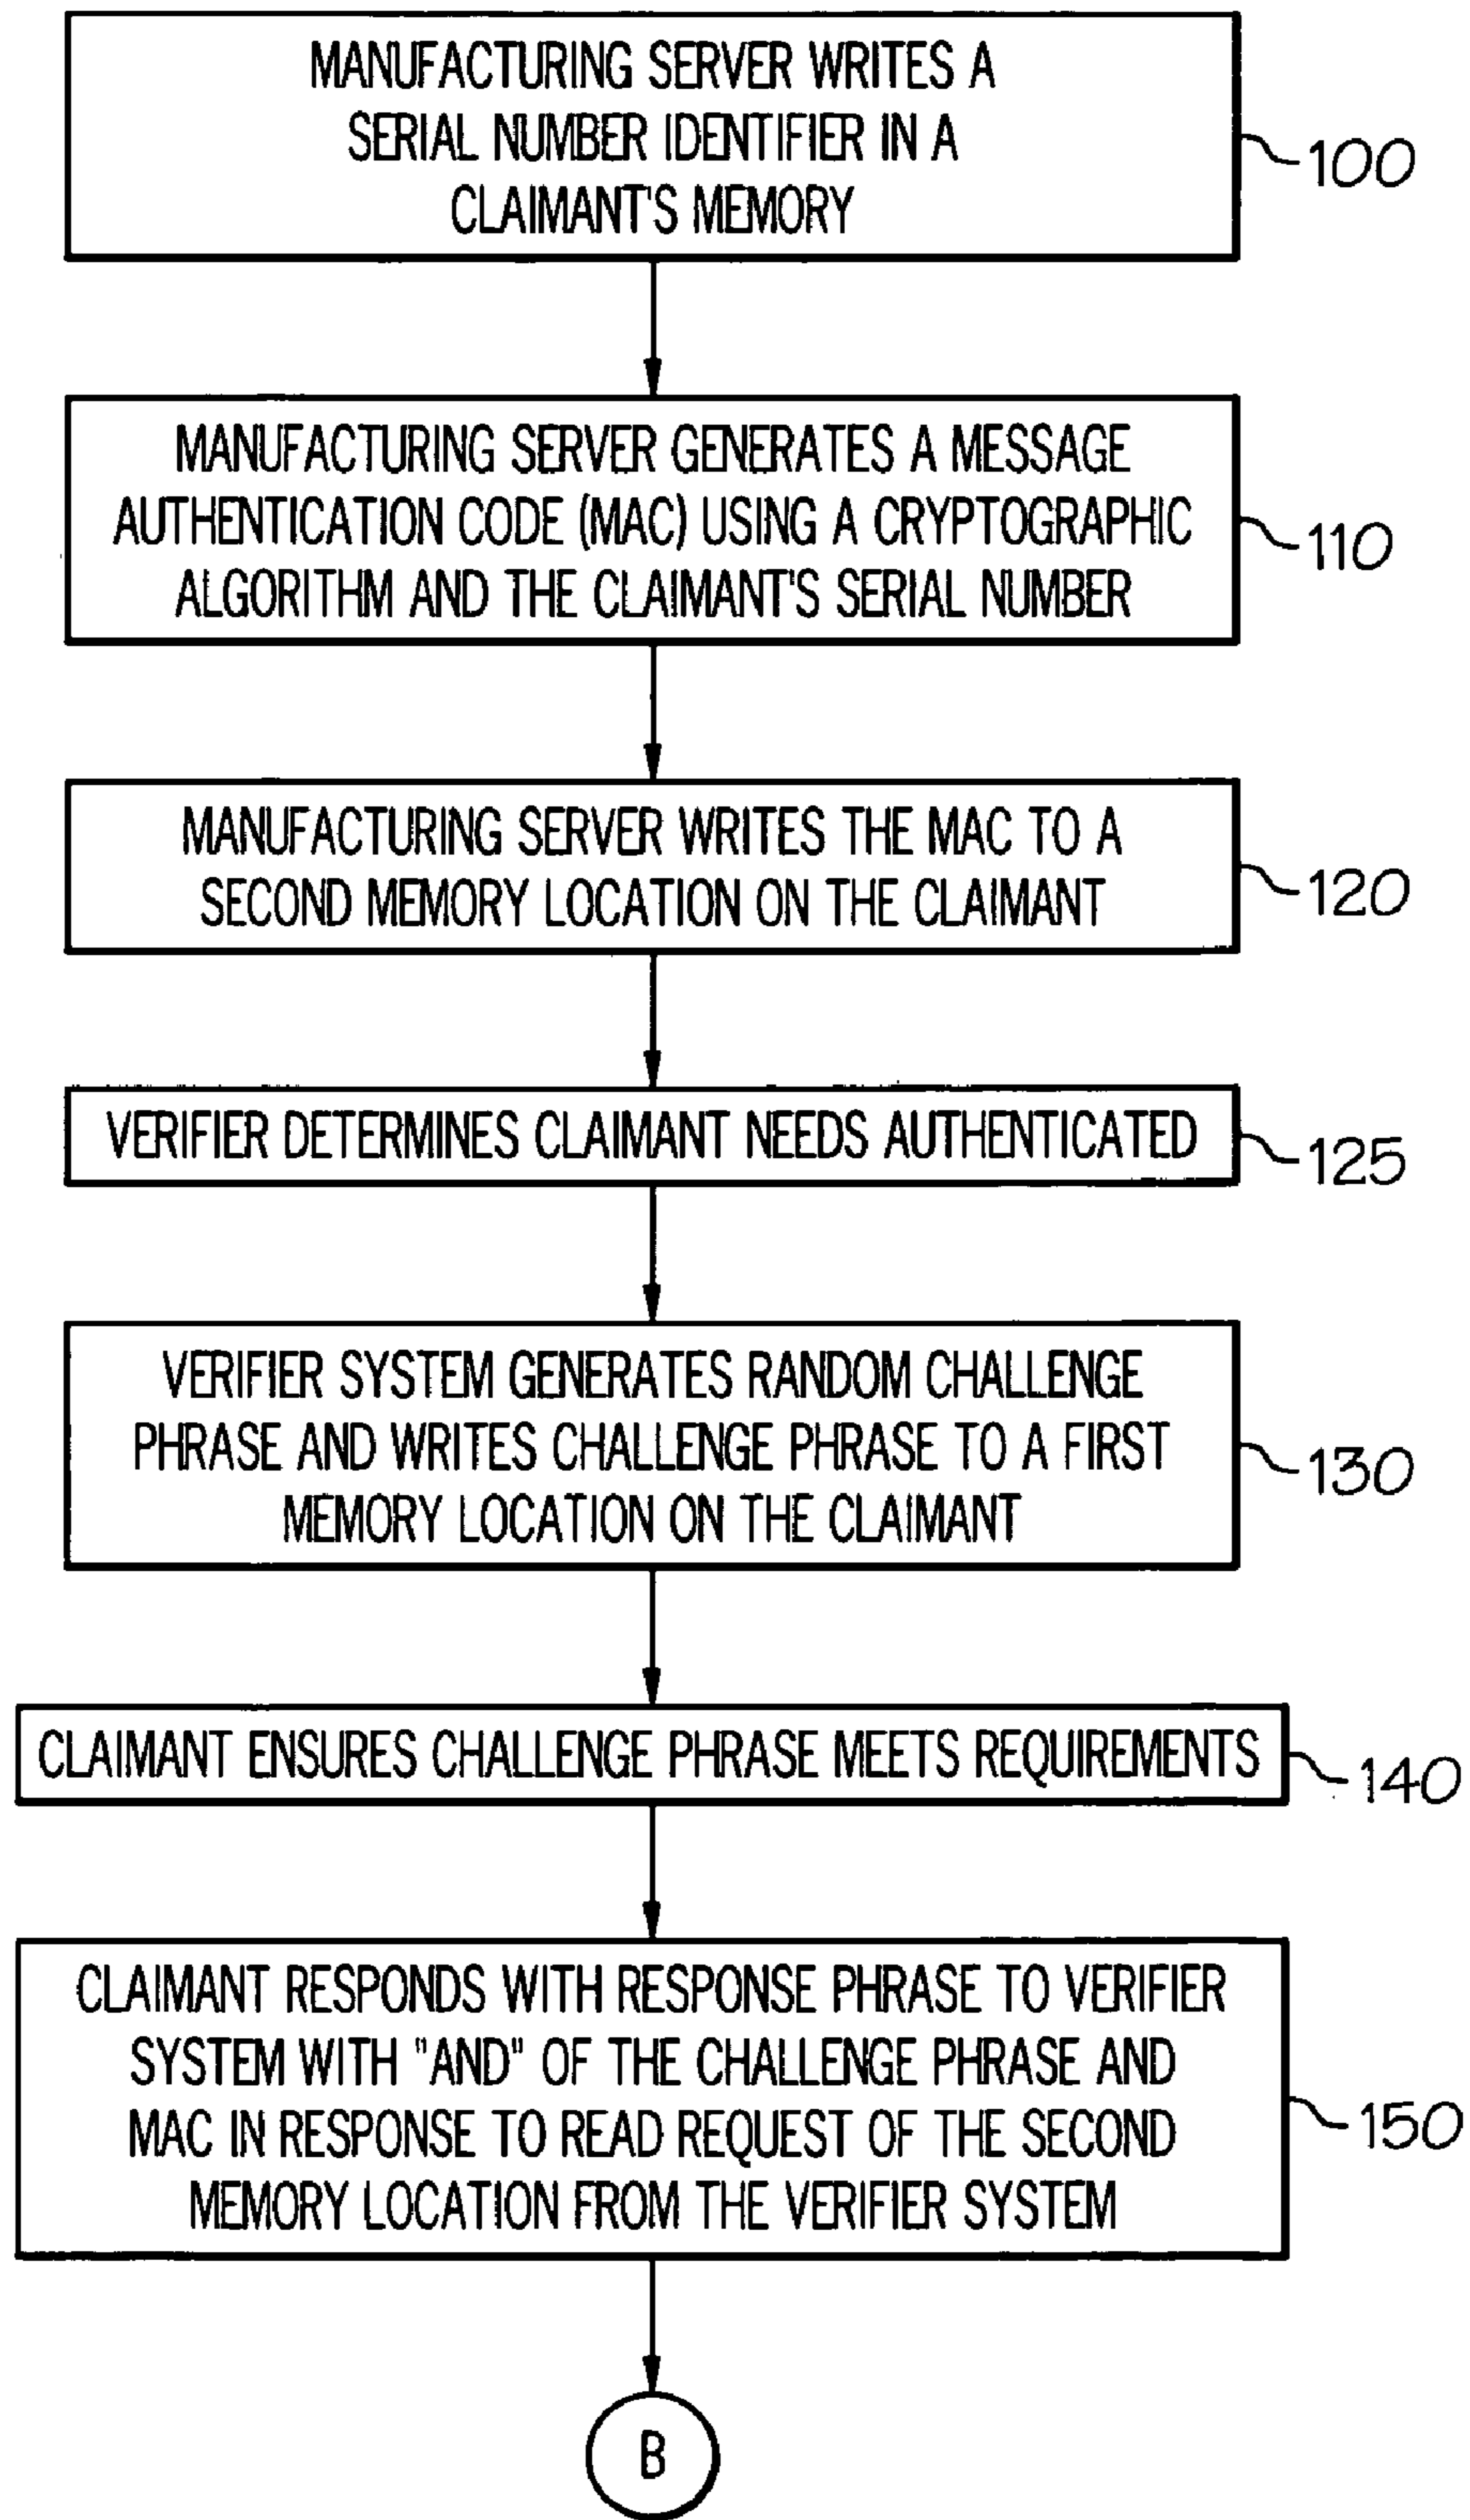 MANUFACTURING SERVER WRITES A
SERIAL NUMBER IDENTIFIER IN A
CLAIMANT'S MEMORY
100
MANUFACTURING SERVER GENERATES A MESSAGE
AUTHENTICATION CODE (MAC) USING A CRYPTOGRAPHIC
ALGORITHM AND THE CLAIMANT'S SERIAL NUMBER
110
MANUFACTURING SERVER WRITES THE MAC TO A
SECOND MEMORY LOCATION ON THE CLAIMANT
120
VERIFIER DETERMINES CLAIMANT NEEDS AUTHENTICATED
125
VERIFIER SYSTEM GENERATES RANDOM CHALLENGE
PHRASE AND WRITES CHALLENGE PHRASE TO A FIRST
MEMORY LOCATION ON THE CLAIMANT
130
CLAIMANT ENSURES CHALLENGE PHRASE MEETS REQUIREMENTS
140
CLAIMANT RESPONDS WITH RESPONSE PHRASE TO VERIFIER
SYSTEM WITH "AND" OF THE CHALLENGE PHRASE AND
MAC IN RESPONSE TO READ REQUEST OF THE SECOND
MEMORY LOCATION FROM THE VERIFIER SYSTEM
150
B